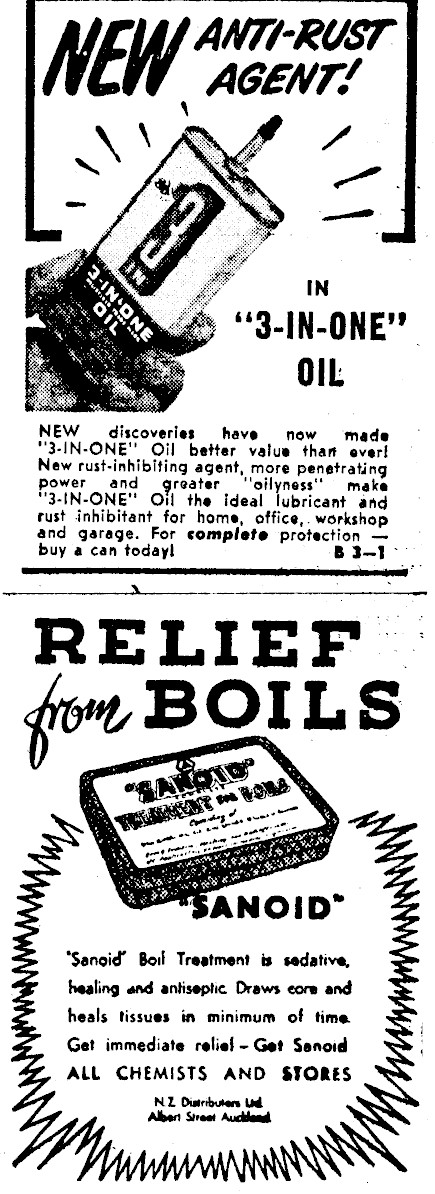 NEW ANTI-RUST
AGENT!
3
IN
3-IN-ONE
OIL
IN
"3-IN-ONE"
OIL
NEW discoveries have now made
"3-IN-ONE" Oil better value than ever!
New rust-inhibiting agent, more penetrating
power and greater "oilyness" make
"3-IN-ONE" Oil the ideal lubricant and
rust inhibitant for home, office, workshop
and garage. For complete protection —
buy a can today! B 3—1
RELIEF
from BOILS
"SANOID"
TREATMENT FOR BOILS
"SANOID"
"Sanoid" Boil Treatment is sedative,
healing and antiseptic. Draws core and
heals tissues in minimum of time.
Get immediate relief – Get Sanoid
ALL CHEMISTS AND STORES
N.Z. Distributors Ltd.
Albert Street Auckland.